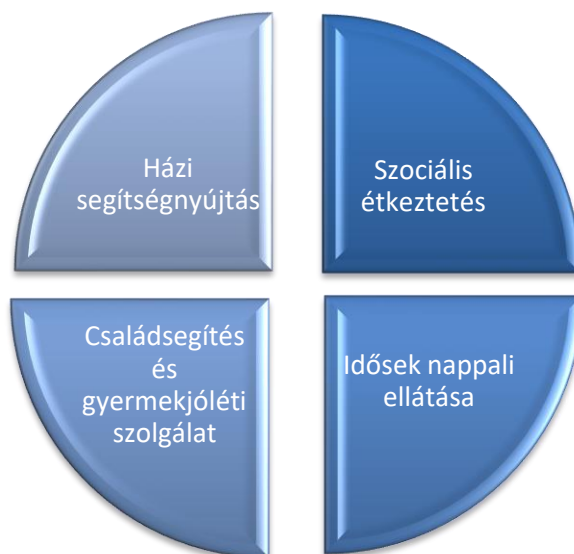 Házi
segítségnyújtás
Szociális
étkeztetés
Családsegítés
és
gyermekjóléti
szolgálat
Idősek nappali
ellátása